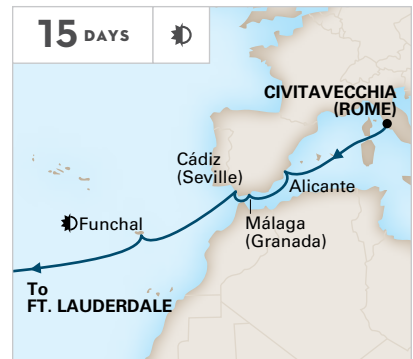 15 DAYS
CIVITAVECCHIA
(ROME)
Cádiz
(Seville)
Alicante
Funchal
Málaga
(Granada)
To
FT. LAUDERDALE